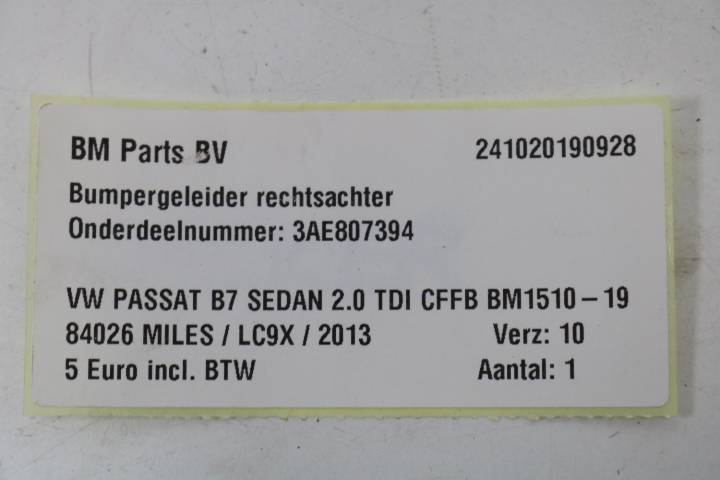 BM Parts BV 241020190928
Bumpergeleider rechtsachter
Onderdeelnummer: 3AE807394
VW PASSAT B7 SEDAN 2.0 TDI CFFB BM1510-19
84026 MILES / LC9X / 2013 Verz: 10
5 Euro incl. BTW Aantal: 1